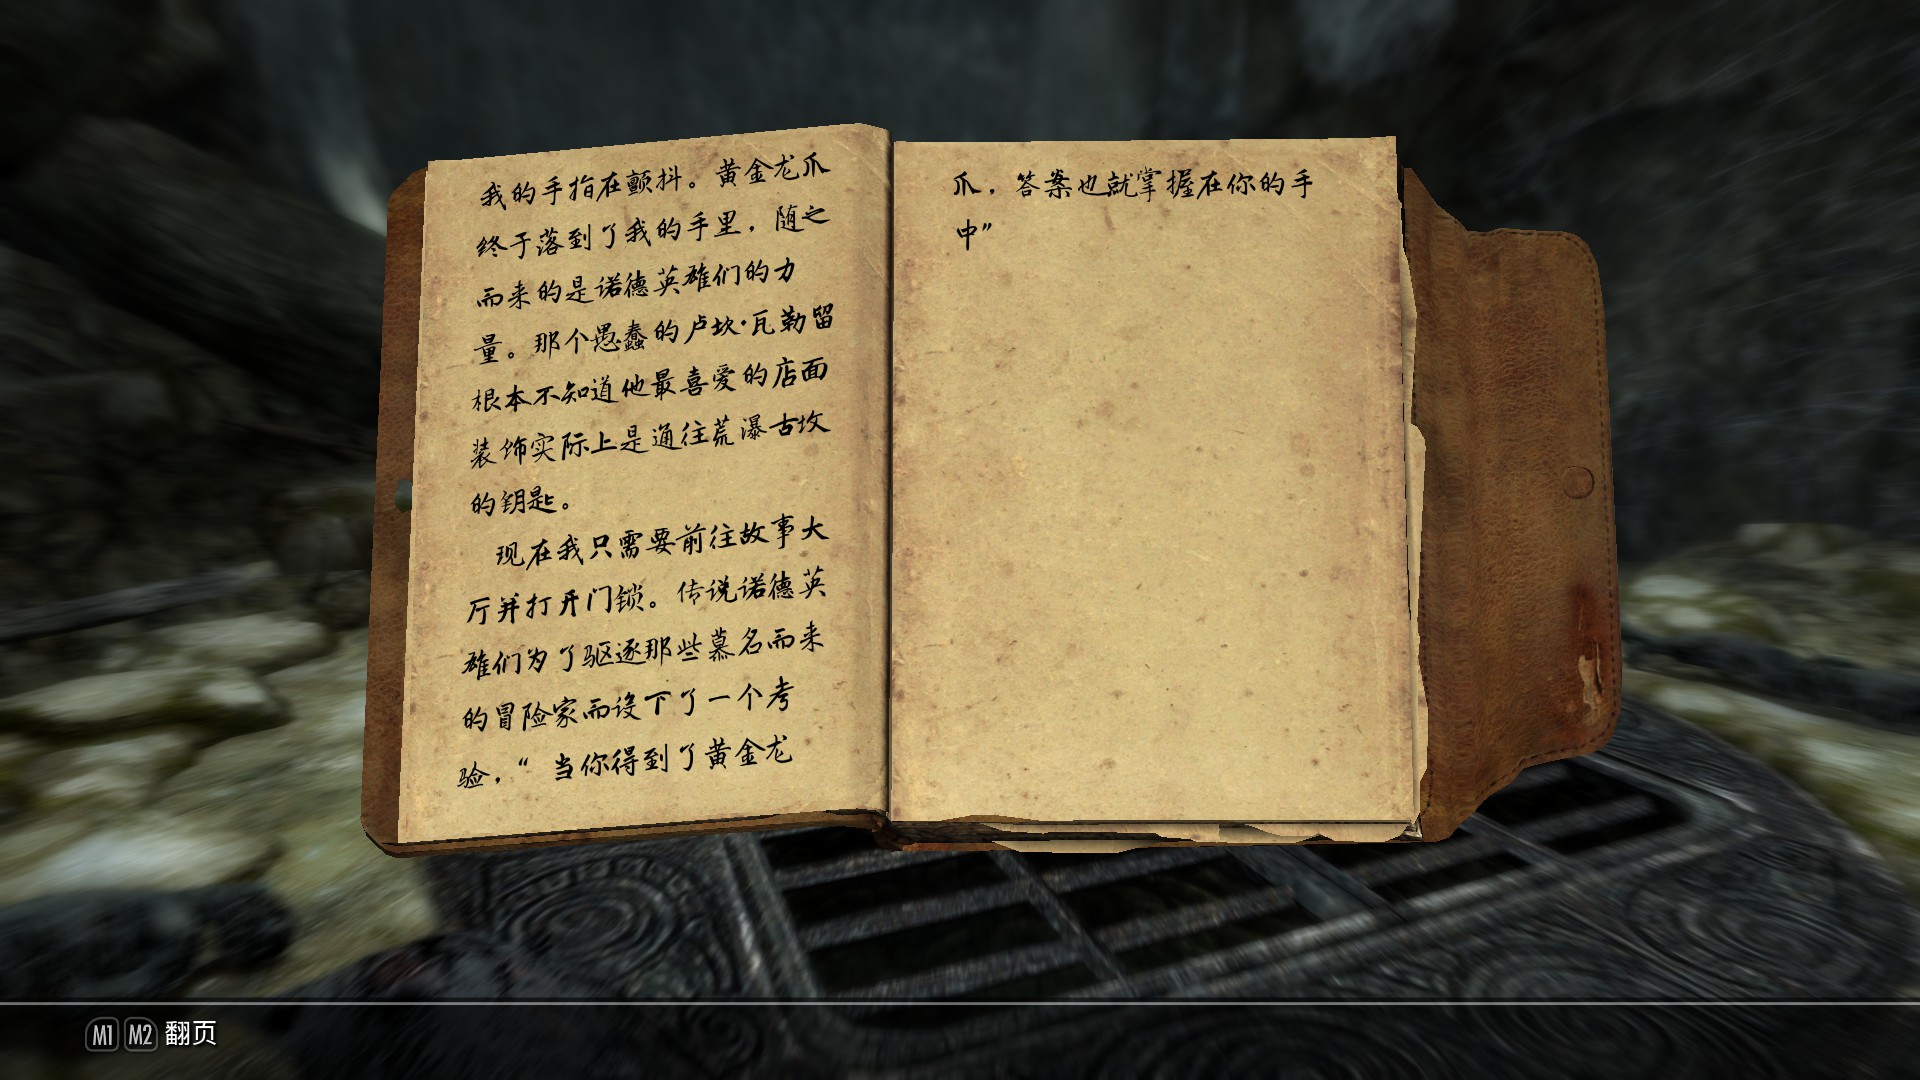 我的手指在颤抖。黄金龙爪
终于落到了我的手里，随之
而来的是诺德英雄们的力
量。那个愚蠢的卢坎·瓦勒留
根本不知道他最喜爱的店面
装饰实际上是通往荒瀑古坟
的钥匙。
现在我只需要前往故事大
厅并打开门锁。传说诺德英
雄们为了驱逐那些慕名而来
的冒险家而设下了一个考
验，“当你得到了黄金龙
爪，答案也就掌握在你的手
中”
M1 M2 翻页